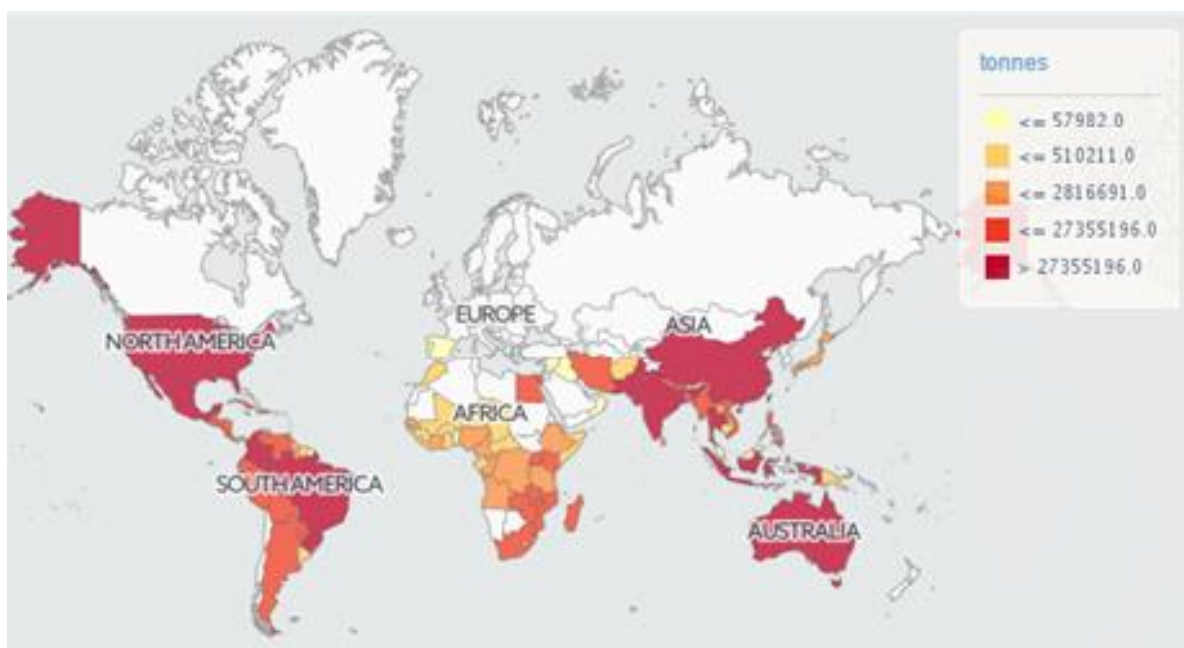 tonnes
<= 57982.0
<= 510211.0
<= 2816691.0
<= 27355196.0
> 27355196.0
EUROPE
ASIA
NORTH AMERICA
AFRICA
SOUTH AMERICA
AUSTRALIA